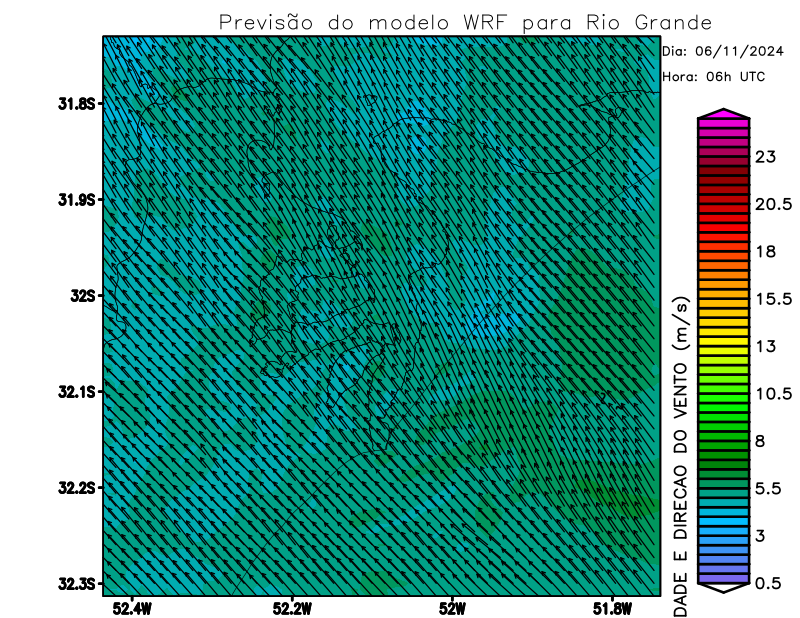 Previsão do modelo WRF para Rio Grande
Dia: 06/11/2024
Hora: 06h UTC
31.8S
31.9S
32S
32.1S
32.2S
32.3S
52.4W
52.2W
52W
51.8W
DADE E DIRECAO DO VENTO (m/s)
23
20.5
18
15.5
13
10.5
8
5.5
3
0.5